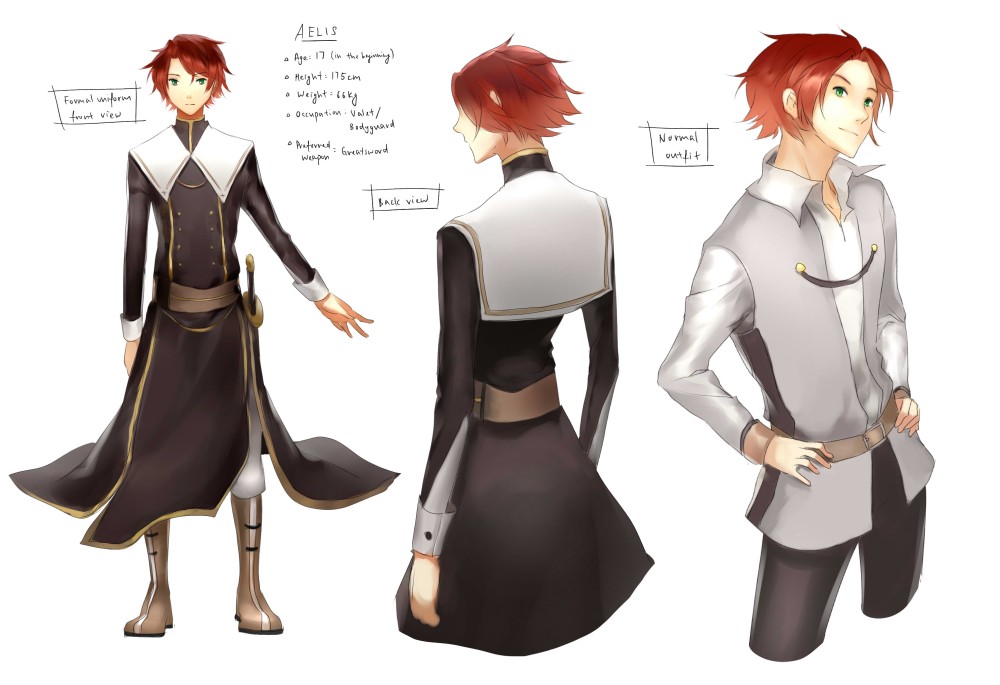 AELIS
Age: 17 (in the beginning)
Height: 175cm
Weight: 66kg
Occupation: Valet/
Bodyguard
Preferred
weapon: Greatsword
Formal uniform
front view
Back view
Normal
outfit